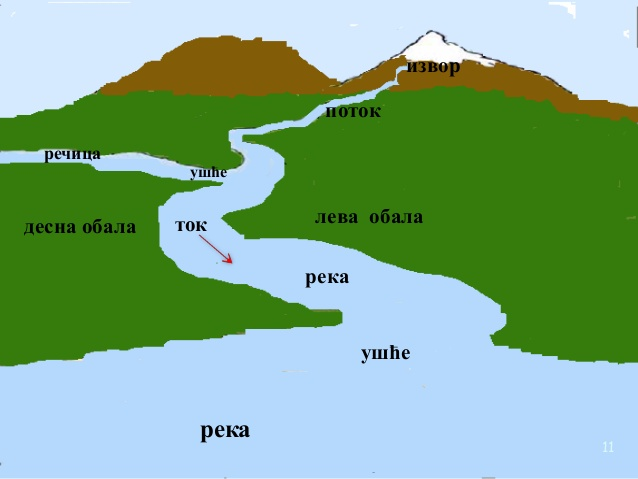 извор
поток
речица
ушће
десна обала
ток
лева обала
река
ушће
река
11